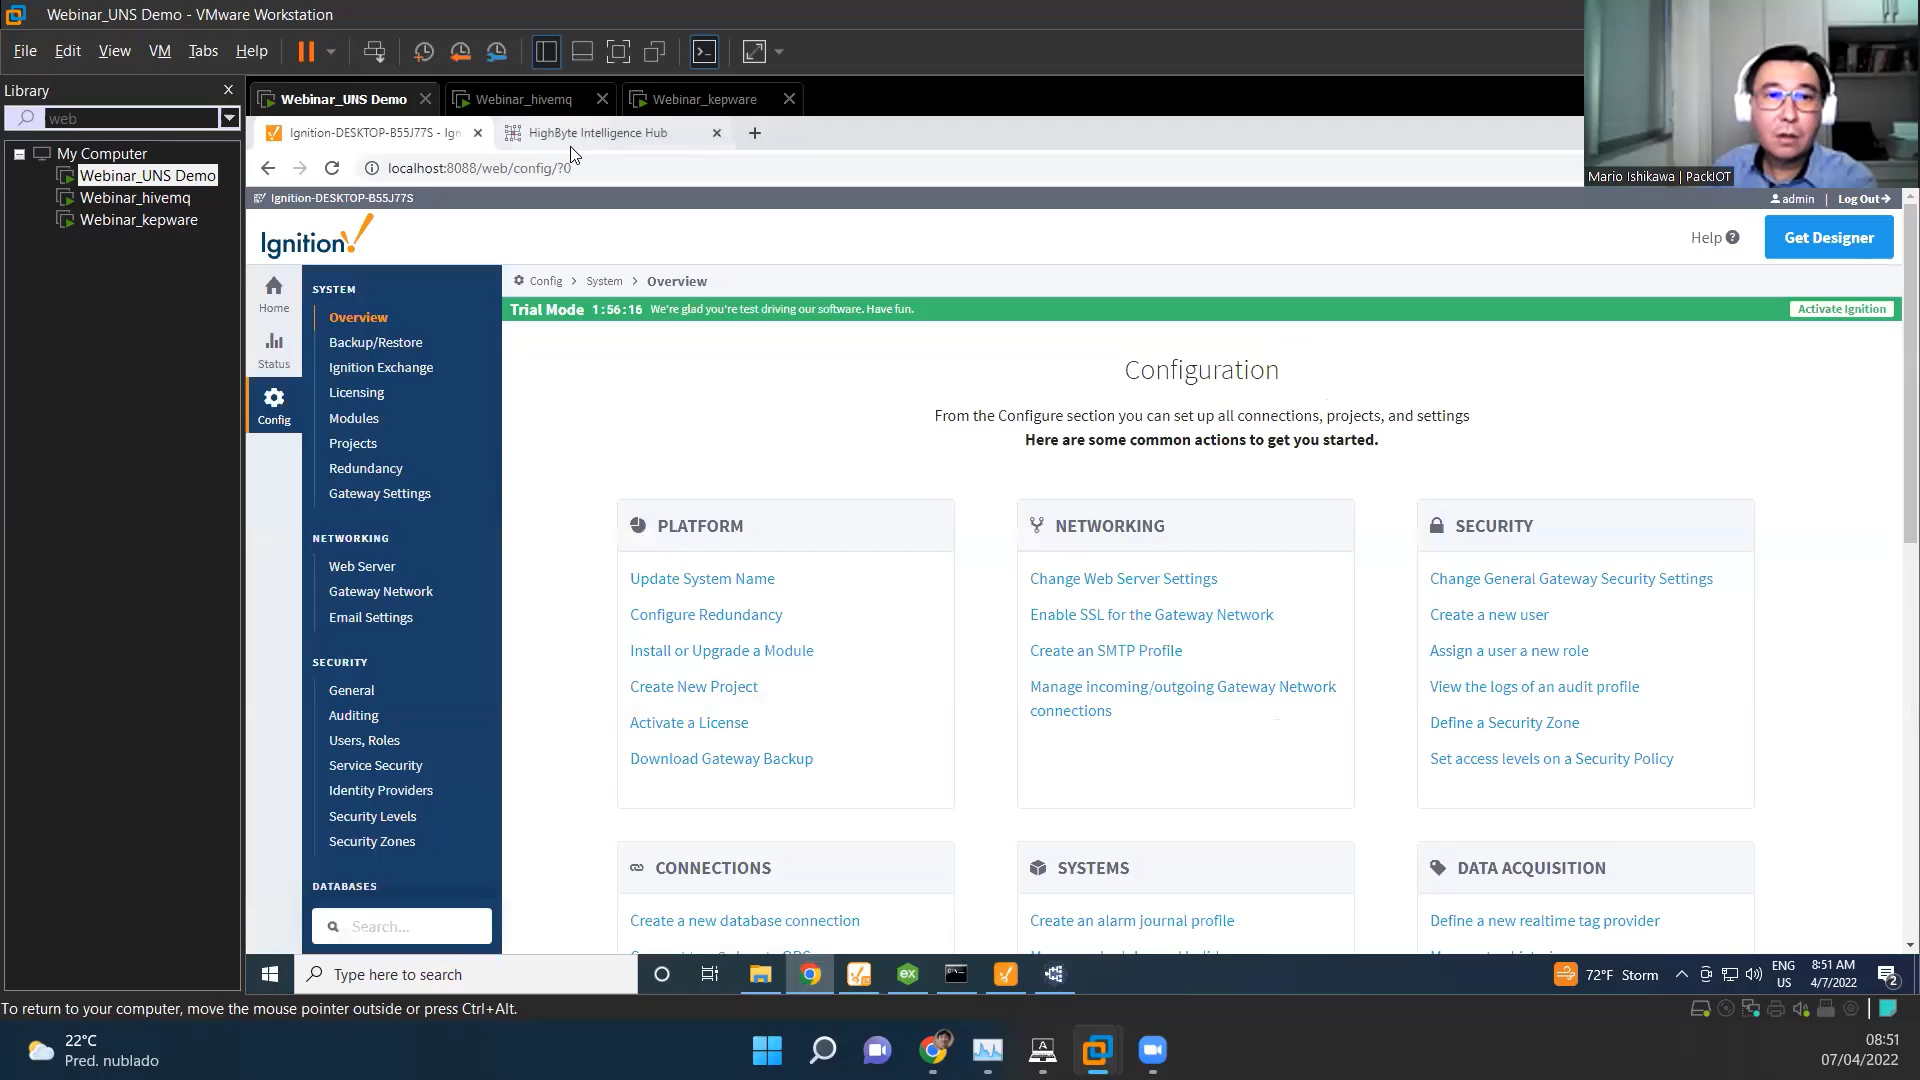 Webinar_UNS Demo - VMware Workstation
File Edit View VM Tabs Help
Mario Ishikawa | PackIOT
Library
web
My Computer
Webinar_UNS Demo
Webinar_hivemq
Webinar_kepware
Webinar_UNS Demo
Webinar_hivemq
Webinar_kepware
Ignition-DESKTOP-B55J77S - Ign
HighByte Intelligence Hub
localhost:8088/web/config/?0
Ignition-DESKTOP-B55J77S
admin | Log Out
Ignition!
Help ?
Get Designer
Home
Status
Config
SYSTEM
Overview
Backup/Restore
Ignition Exchange
Licensing
Modules
Projects
Redundancy
Gateway Settings
NETWORKING
Web Server
Gateway Network
Email Settings
SECURITY
General
Auditing
Users, Roles
Service Security
Identity Providers
Security Levels
Security Zones
DATABASES
Search...
Config > System > Overview
Trial Mode 1:56:16 We're glad you're test driving our software. Have fun.
Activate Ignition
Configuration
From the Configure section you can set up all connections, projects, and settings
Here are some common actions to get you started.
PLATFORM
Update System Name
Configure Redundancy
Install or Upgrade a Module
Create New Project
Activate a License
Download Gateway Backup
NETWORKING
Change Web Server Settings
Enable SSL for the Gateway Network
Create an SMTP Profile
Manage incoming/outgoing Gateway Network
connections
SECURITY
Change General Gateway Security Settings
Create a new user
Assign a user a new role
View the logs of an audit profile
Define a Security Zone
Set access levels on a Security Policy
CONNECTIONS
Create a new database connection
SYSTEMS
Create an alarm journal profile
DATA ACQUISITION
Define a new realtime tag provider
Type here to search
ex
72°F Storm
ENG
US
8:51 AM
4/7/2022
2
To return to your computer, move the mouse pointer outside or press Ctrl+Alt.
22°C
Pred. nublado
08:51
07/04/2022